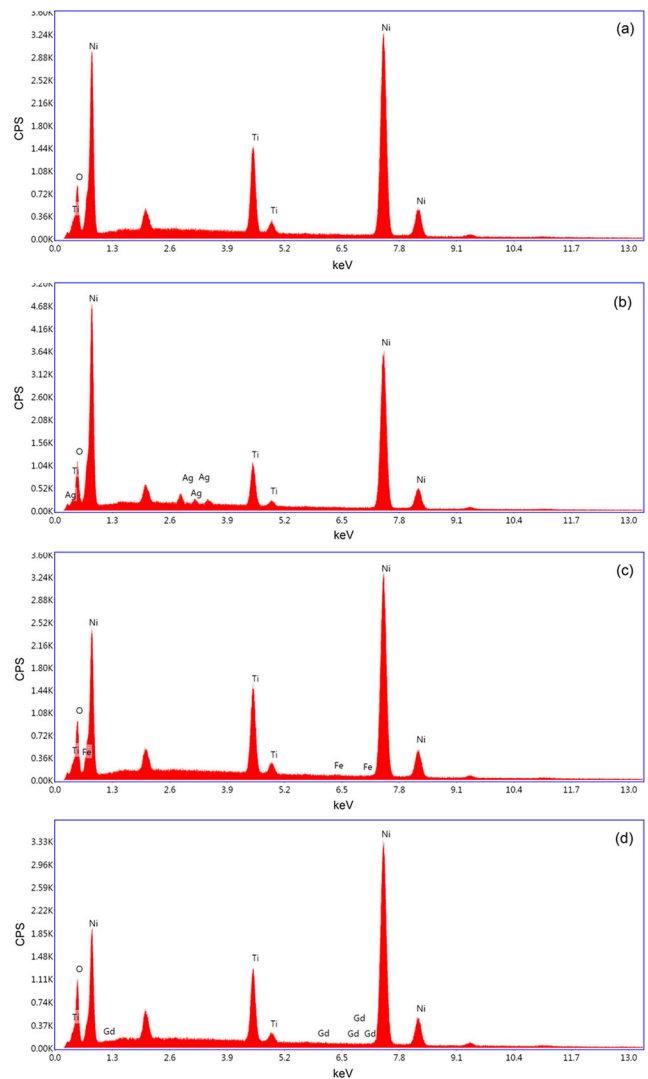 3.60K
3.24K
2.88K
2.52K
2.16K
1.80K
1.44K
1.08K
0.72K
0.36K
0.00K
CPS
Ni
O
Ti
Ti
Ti
Ni
Ni
(a)
0.0 1.3 2.6 3.9 5.2 6.5 7.8 9.1 10.4 11.7 13.0
keV
5.20K
4.68K
4.16K
3.64K
3.12K
2.60K
2.08K
1.56K
1.04K
0.52K
0.00K
CPS
Ni
O
Ti
Ag
Ag
Ag
Ag
Ti
Ti
Ni
Ni
(b)
0.0 1.3 2.6 3.9 5.2 6.5 7.8 9.1 10.4 11.7 13.0
keV
3.60K
3.24K
2.88K
2.52K
2.16K
1.80K
1.44K
1.08K
0.72K
0.36K
0.00K
CPS
Ni
O
Ti
Fe
Ti
Ti
Fe
Fe
Ni
Ni
(c)
0.0 1.3 2.6 3.9 5.2 6.5 7.8 9.1 10.4 11.7 13.0
keV
3.33K
2.96K
2.59K
2.22K
1.85K
1.48K
1.11K
0.74K
0.37K
0.00K
CPS
Ni
O
Ti
Gd
Ti
Ti
Gd
Gd
Gd
Gd
Ni
Ni
(d)
0.0 1.3 2.6 3.9 5.2 6.5 7.8 9.1 10.4 11.7 13.0
keV